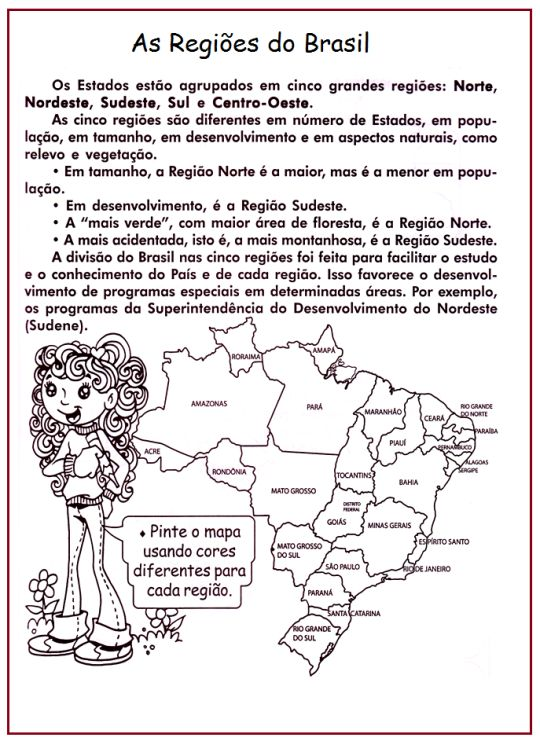 As Regiões do Brasil
Os Estados estão agrupados em cinco grandes regiões: Norte,
Nordeste, Sudeste, Sul e Centro-Oeste.
As cinco regiões são diferentes em número de Estados, em popu-
lação, em tamanho, em desenvolvimento e em aspectos naturais, como
relevo e vegetação.
• Em tamanho, a Região Norte é a maior, mas é a menor em popu-
lação.
• Em desenvolvimento, é a Região Sudeste.
• A “mais verde”, com maior área de floresta, é a Região Norte.
• A mais acidentada, isto é, a mais montanhosa, é a Região Sudeste.
A divisão do Brasil nas cinco regiões foi feita para facilitar o estudo
e o conhecimento do País e de cada região. Isso favorece o desenvol-
vimento de programas especiais em determinadas áreas. Por exemplo,
os programas da Superintendência do Desenvolvimento do Nordeste
(Sudene).
RORAIMA
AMAPÁ
AMAZONAS
PARÁ
MARANHÃO
CEARÁ
RIO GRANDE
DO NORTE
PARAÍBA
PIAUÍ
PERNAMBUCO
ACRE
ALAGOAS
SERGIPE
RONDÔNIA
TOCANTINS
BAHIA
MATO GROSSO
DISTRITO
FEDERAL
GOIÁS
MINAS GERAIS
♦ Pinte o mapa
usando cores
diferentes para
cada região.
ESPÍRITO SANTO
MATO GROSSO
DO SUL
SÃO PAULO
RIO DE JANEIRO
PARANÁ
SANTA CATARINA
RIO GRANDE
DO SUL